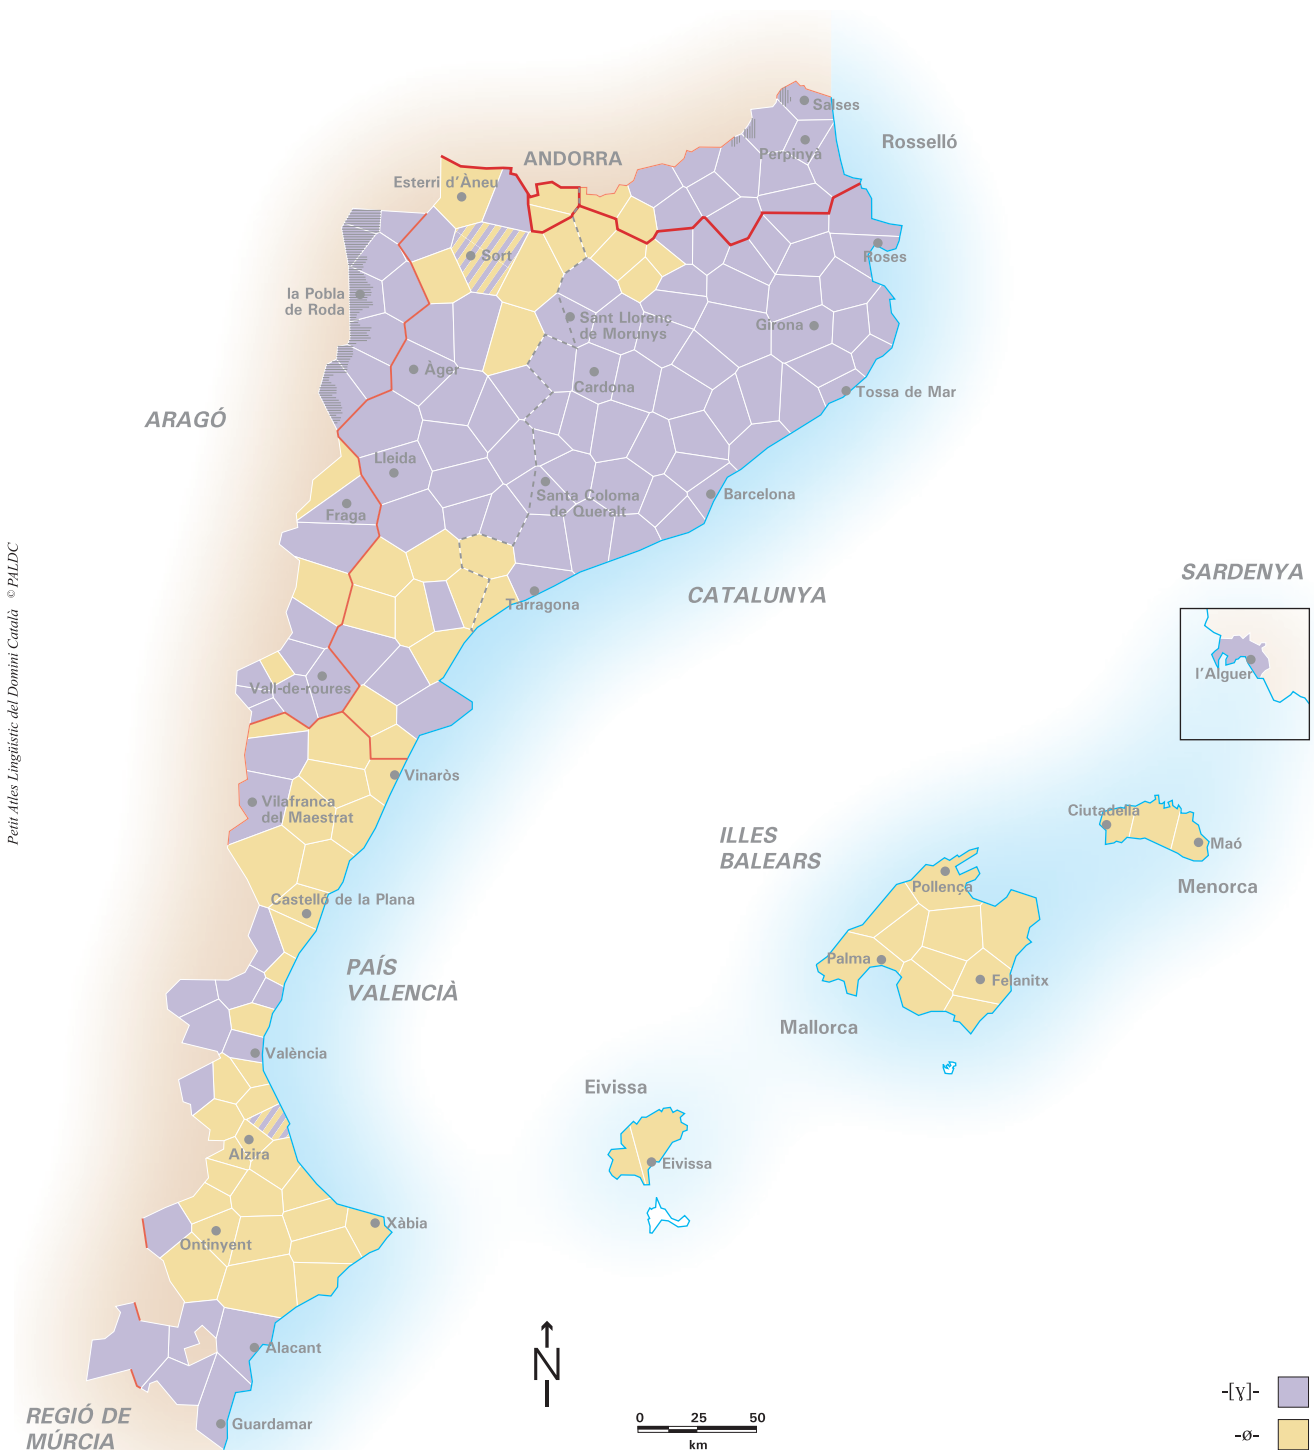 Salses
Rosselló
Perpinyà
ANDORRA
Esterri d'Àneu
Roses
Sort
la Pobla
de Roda
Sant Llorenç
de Morunys
Girona
Àger
Cardona
Tossa de Mar
ARAGÓ
Lleida
Santa Coloma
de Queralt
Barcelona
Fraga
Petit Atles Lingüístic del Domini Català © PALDC
SARDENYA
CATALUNYA
Tarragona
l'Alguer
Vall-de-roures
Vinaròs
Vilafranca
del Maestrat
Ciutadella
ILLES
BALEARS
Maó
Menorca
Pollença
Castelló de la Plana
PAÍS
VALENCIÀ
Palma
Felanitx
Mallorca
València
Eivissa
Alzira
Eivissa
Xàbia
Ontinyent
N
Alacant
-[ɣ]-
REGIÓ DE
MÚRCIA
Guardamar
0 25 50
km
-ø-